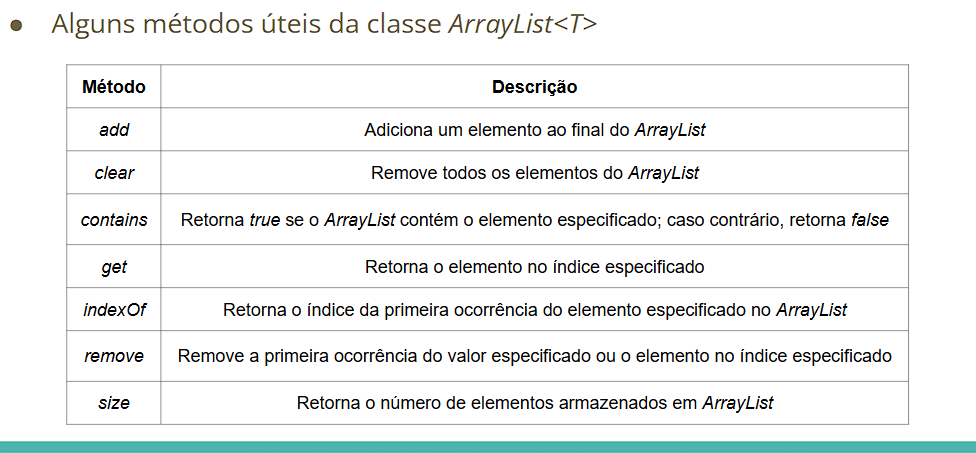 ● Alguns métodos úteis da classe ArrayList<T>
Método Descrição
add Adiciona um elemento ao final do ArrayList
clear Remove todos os elementos do ArrayList
contains Retorna true se o ArrayList contém o elemento especificado; caso contrário, retorna false
get Retorna o elemento no índice especificado
indexOf Retorna o índice da primeira ocorrência do elemento especificado no ArrayList
remove Remove a primeira ocorrência do valor especificado ou o elemento no índice especificado
size Retorna o número de elementos armazenados em ArrayList